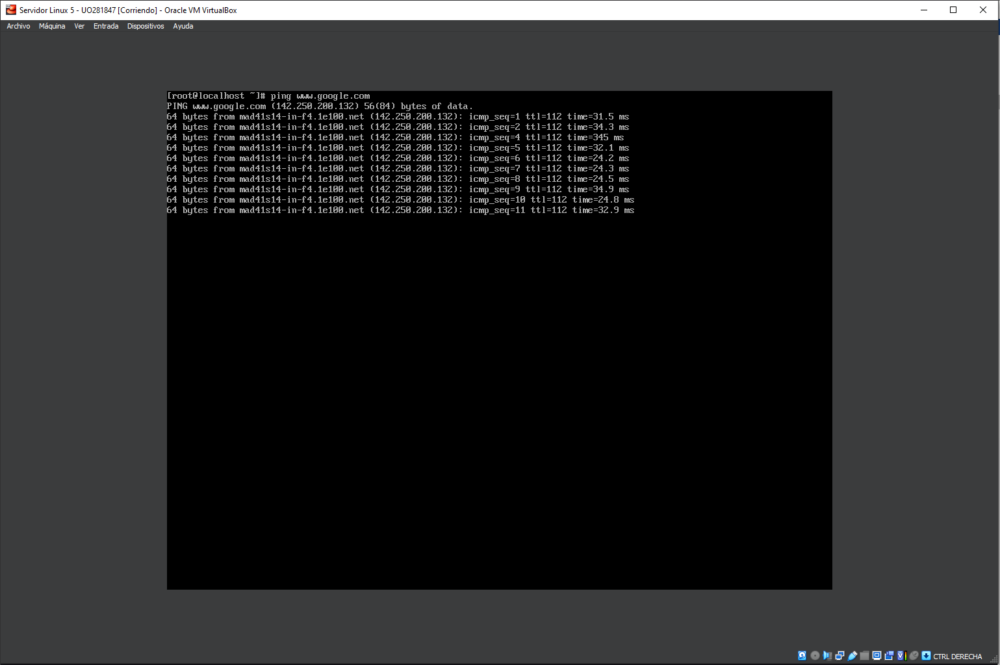 Servidor Linux 5 - UO281847 [Corriendo] - Oracle VM VirtualBox
Archivo Máquina Ver Entrada Dispositivos Ayuda
[root@localhost ~]# ping www.google.com
PING www.google.com (142.250.200.132) 56(84) bytes of data.
64 bytes from mad41s14-in-f4.1e100.net (142.250.200.132): icmp_seq=1 ttl=112 time=31.5 ms
64 bytes from mad41s14-in-f4.1e100.net (142.250.200.132): icmp_seq=2 ttl=112 time=34.3 ms
64 bytes from mad41s14-in-f4.1e100.net (142.250.200.132): icmp_seq=4 ttl=112 time=345 ms
64 bytes from mad41s14-in-f4.1e100.net (142.250.200.132): icmp_seq=5 ttl=112 time=32.1 ms
64 bytes from mad41s14-in-f4.1e100.net (142.250.200.132): icmp_seq=6 ttl=112 time=24.2 ms
64 bytes from mad41s14-in-f4.1e100.net (142.250.200.132): icmp_seq=7 ttl=112 time=24.3 ms
64 bytes from mad41s14-in-f4.1e100.net (142.250.200.132): icmp_seq=8 ttl=112 time=24.5 ms
64 bytes from mad41s14-in-f4.1e100.net (142.250.200.132): icmp_seq=9 ttl=112 time=34.9 ms
64 bytes from mad41s14-in-f4.1e100.net (142.250.200.132): icmp_seq=10 ttl=112 time=24.8 ms
64 bytes from mad41s14-in-f4.1e100.net (142.250.200.132): icmp_seq=11 ttl=112 time=32.9 ms
CTRL DERECHA